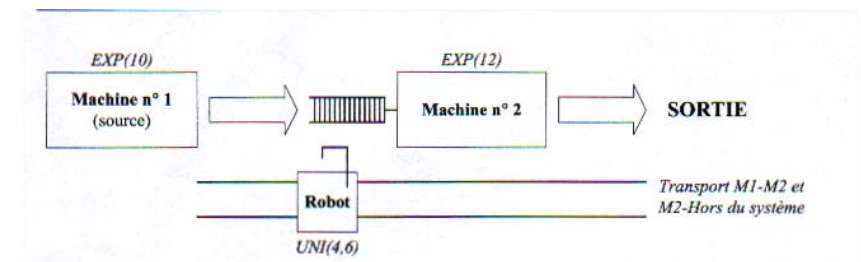 EXP(10)
EXP(12)
Machine n° 1
(source)
Machine n° 2
SORTIE
Robot
Transport M1-M2 et
M2-Hors du système
UNI(4,6)